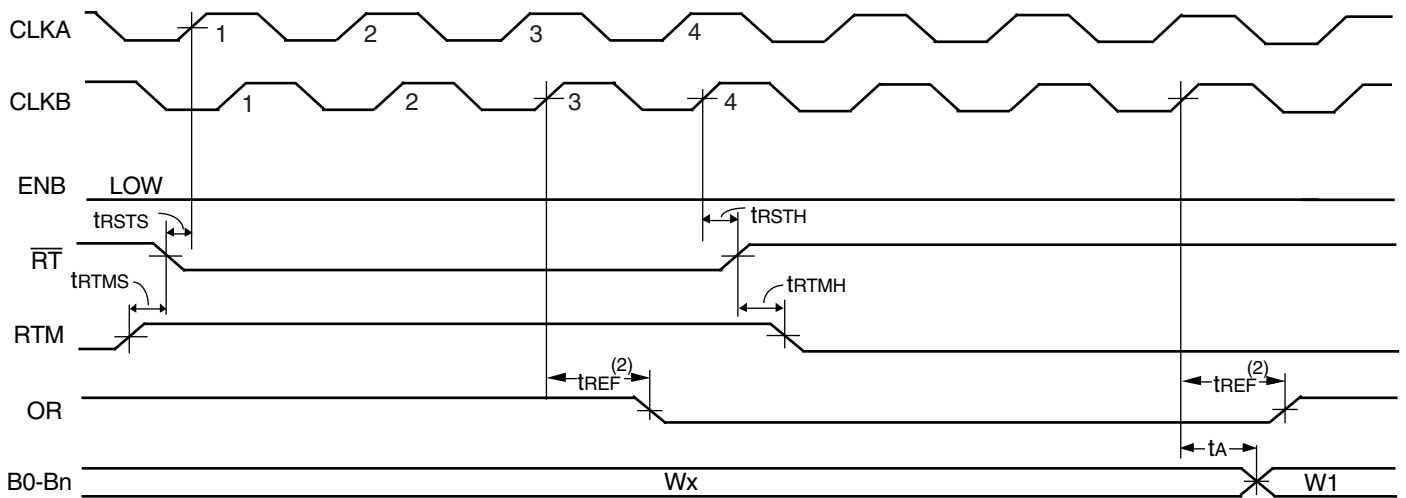 CLKA 1 2 3 4
CLKB 1 2 3 4
ENB LOW
tRSTS tRSTH
RT
tRTMS tRTMH
RTM
tREF(2) tREF(2)
OR
tA
B0-Bn Wx W1